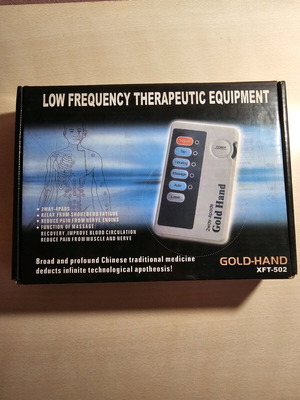 LOW FREQUENCY THERAPEUTIC EQUIPMENT
Gold Hand
2WAY-4PADS
RELAX FROM SHOULDERS FATIGUE
REDUCE PAIN FROM NERVE ENDING
FUNCTION OF MASSAGE:
RECOVERY,IMPROVE BLOOD CIRCULATION
REDUCE PAIN FROM MUSCLE AND NERVE
Broad and profound Chinese traditional medicine
deducts infinite technological apotheosis!
GOLD-HAND
XFT-502